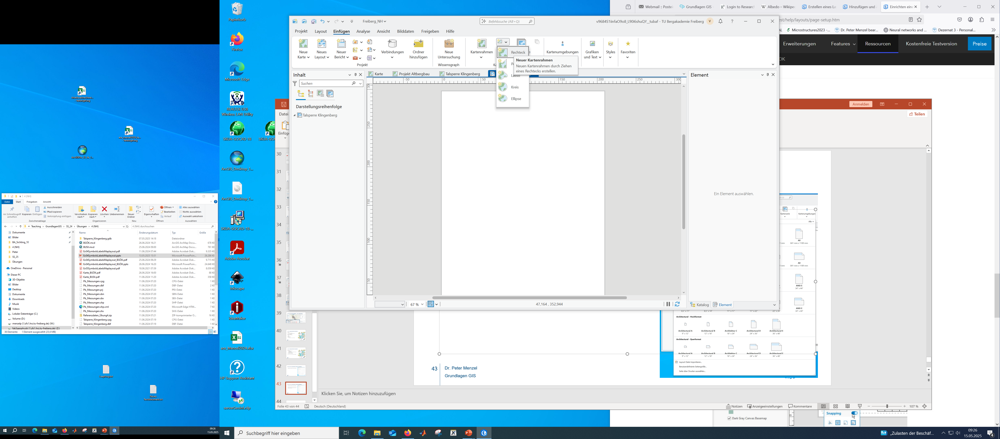 Papierkorb
Firefox
Microsoft Edge
REALTEK USB
Wireless LAN Utility
SKUA-GOCAD 18
SKUA-GO
ArcGIS_Desktop_1...
ArcGIS_Desktop_1...
SKUA-GOCAD-18-...
Adobe Acrobat
Inkscape
ideaMaker
aze_Menzel2024.xlsx
HP Support Assistant
serverGeoinf.rdp
Arbeitszeitnachwe...
- Verknüpfung
aze_menzel2024_te...
- Verknüpfung
LeapFrog.txt
Neues
Textdokument.txt
4 (NH)
Datei Start Freigeben Ansicht
An Schnellzugriff
anheften
Kopieren Einfügen
Ausschneiden
Pfad kopieren
Verknüpfung einfügen
Zwischenablage
Verschieben
nach
Kopieren
nach
Löschen Umbenennen
Organisieren
Neuer
Ordner
Neu
Eigenschaften
Öffnen
Bearbeiten
Verlauf
Öffnen
Alles auswählen
Nichts auswählen
Auswahl umkehren
Auswählen
« Teaching › GrundlagenGIS › SS_24 › Übungen › 4 (NH)
4 (NH) durchsuchen
Dokumente
Bilder
BA_Sichting_10
4 (NH)
Peter
SS_25
Übungen
OneDrive - Personal
Dieser PC
3D-Objekte
Bilder
Desktop
Dokumente
Downloads
Musik
Videos
Lokaler Datenträger (C:)
Volume (D:)
menzelp (\\zfs1.hrz.tu-freiberg.de) (W:)
fak3geophysik (\\zfs1.hrz.tu-freiberg.de) (Z:)
Name Änderungsdatum Typ Größe
Talsperre_Klingenberg.gdb 07.05.2025 14:18 Dateiordner
BGÖK.mxd 26.06.2024 16:21 ArcGIS ArcMap Docu... 678 KB
BUSII.mxd 25.06.2024 09:00 ArcGIS ArcMap Docu... 761 KB
Ex04SymbolsLabelsMaplayout.pdf 11.06.2024 07:44 Adobe Acrobat-Dok... 9.335 KB
Ex04SymbolsLabelsMaplayout.pptx 13.05.2025 15:51 Microsoft PowerPoin... 26.286 KB
Ex04SymbolsLabelsMaplayout_BGÖK.pdf 25.06.2024 09:29 Adobe Acrobat-Dok... 9.715 KB
Ex04SymbolsLabelsMaplayout_BGÖK.pptx 26.06.2024 16:20 Microsoft PowerPoin... 24.648 KB
Ex05SymbolsLabelsMaplayout.pdf 18.06.2021 07:39 Adobe Acrobat-Dok... 8.059 KB
Karte_BGÖK.pdf 26.06.2024 16:00 Adobe Acrobat-Dok... 88 KB
Karte_BUSII.pdf 11.06.2024 11:20 Adobe Acrobat-Dok... 358 KB
Pb_Messungen.cpg 11.06.2024 07:20 CPG-Datei 1 KB
Pb_Messungen.dbf 11.06.2024 07:20 DBF-Datei 2 KB
Pb_Messungen.prj 11.06.2024 07:20 PRJ-Datei 1 KB
Pb_Messungen.sbn 11.06.2024 07:20 SBN-Datei 1 KB
Pb_Messungen.sbx 11.06.2024 07:20 SBX-Datei 1 KB
Pb_Messungen.shp 11.06.2024 07:20 SHP-Datei 1 KB
Pb_Messungen.shp.xml 11.06.2024 07:20 Microsoft Edge HTM... 7 KB
Pb_Messungen.shx 11.06.2024 07:20 SHX-Datei 1 KB
Referenzdaten_Übung4.zip 11.06.2024 07:21 ZIP-komprimierter O... 16 KB
Talsperre_Klingenberg.cpg 11.06.2024 07:19 CPG-Datei 1 KB
Talsperre_Klingenberg.dbf 11.06.2024 07:19 DBF-Datei 1 KB
36 Elemente 1 Element ausgewählt (25,6 MB)
09:26
15.05.2025
Freiberg_NH
Befehlssuche (Alt+Q)
v9684S1iinfaO9o8_L90i6shuQY__tubaf - TU Bergakademie Freiberg
V
Projekt Layout Einfügen Analyse Ansicht Bilddaten Freigeben Hilfe
Neue
Karte
Neues
Layout
Neuer
Bericht
Projekt
Verbindungen
Ordner
hinzufügen
Neue
Untersuchung
Wissensgraph
Kartenrahmen
Kartenumgebungen
Grafiken
und Text
Styles
Favoriten
Rechteck
Neuer Kartenrahmen
Neuen Kartenrahmen durch Ziehen
eines Rechtecks erstellen.
Lasso
Kreis
Ellipse
Inhalt
Suchen
Darstellungsreihenfolge
Talsperre Klingenberg
Karte
Projekt Altbergbau
Talsperre Klingenberg
-50 0 50 150 200 250 300
300
250
200
150
100
50
67 %
47,164 , 352,944
Element
Ein Element auswählen.
Katalog Element
Webmail :: Poste
Grundlagen GIS -
Login to Researc
Albedo – Wikipe
Erstellen eines La
Hinzufügen und
Einrichten eine
est/help/layouts/page-setup.htm
Microstructures2023 -...
Dr. Peter Menzel bear...
Neural networks and ...
Dezernat 3 - Personal...
Erweiterungen Features Ressourcen Kostenfreie Testversion Preise
OK
Anmelden
Teilen
Datei
Einfüge
30
31
32
33
34
35
36
37
38
39
40
41
42
43
44
Kartenserie Kartenumgebungen
Alle
A0
841 mm x 1189 mm
A0
841 mm x 1189 mm
ANSI E
34" x 44"
ANSI E
34" x 44"
Architectural - Hochformat
Architectural A
9" x 12"
Architectural B
12" x 18"
Architektur C
18" x 24"
Architectural D
24" x 36"
Architectural E
36" x 48"
Architectural - Querformat
Architectural A
9" x 12"
Architectural B
12" x 18"
Architektur C
18" x 24"
Architectural D
24" x 36"
Architectural E
36" x 48"
Layout-Datei importieren...
Benutzerdefinierte Seitengröße...
Seite über Drucker auswählen...
43
Dr. Peter Menzel
Grundlagen GIS
Klicken Sie, um Notizen hinzuzufügen
Folie 43 von 44
Deutsch (Deutschland)
Notizen
Anzeigeeinstellungen
Kommentare
107 %
Dark Gray Canvas Basemap
Snapping
Suchbegriff hier eingeben
„Zulasten der Beschäf...
09:26
15.05.2025
4